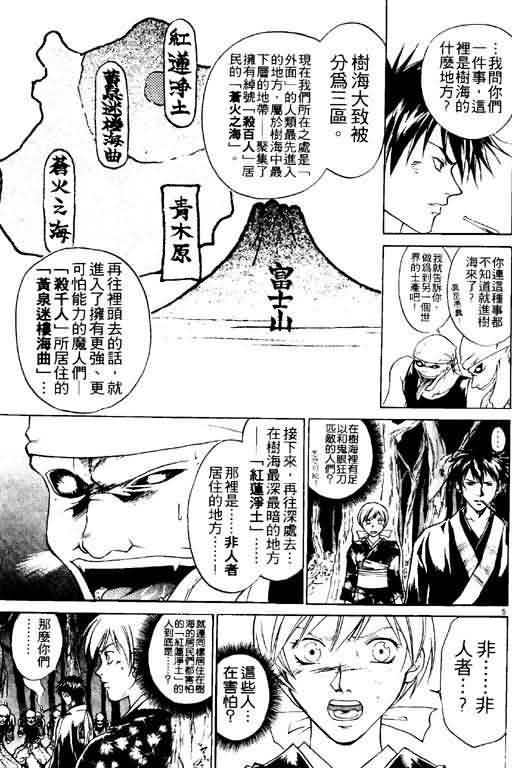 …我問你們
一件事，這
裡是樹海的
什麼地方？
你連這種事都
不知道就進樹
海來了？
我就告訴你，
做為到另一個世
界的土產吧！
樹海大致被
分為三區。
現在我們所在之處是「
外面」的人類最先進入
的地方，屬於樹海中最
下層的地帶—聚集了
擁有綽號「殺百人」居
民的「蒼火之海」。
紅蓮淨土
黃泉迷樓海曲
蒼火之海
青木原
富士山
再往裡頭去的話，就
進入了擁有更強、更
可怕能力的魔人們—
「殺千人」所居住的
「黃泉迷樓海曲」…
……
在樹海裡有足
以和鬼眼狂刀
匹敵的人們？
接下來，再往深處去…
在樹海最深最暗的地方
……「紅蓮淨土」……
那裡是……非人者
居住的地方……！
5
非…非
人者…？
這些人…
在害怕？
就連同樣居住在樹
海的居民們都害怕
的「紅蓮淨土」的
人到底是……？
那麼你們
……